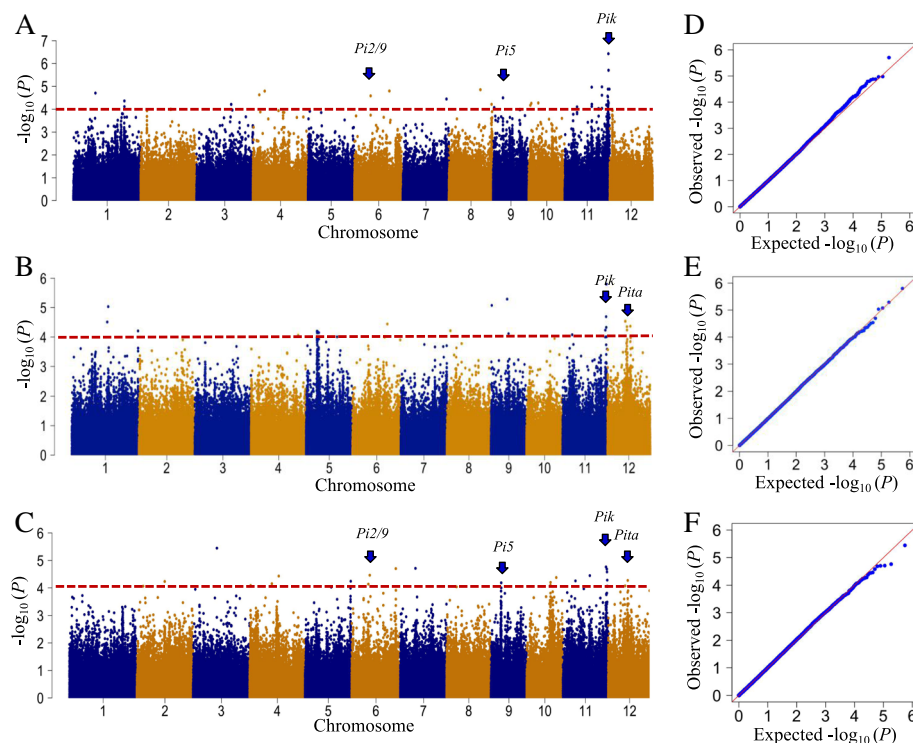 A
Pik
Pi2/9
Pi5
7
6
5
4
3
2
1
0
-log10 (P)
1 2 3 4 5 6 7 8 9 10 11 12
Chromosome
D
6
5
4
3
2
1
0
Observed -log10 (P)
0 1 2 3 4 5 6
Expected -log10 (P)
B
Pik
Pita
6
5
4
3
2
1
0
-log10 (P)
1 2 3 4 5 6 7 8 9 10 11 12
Chromosome
E
6
5
4
3
2
1
0
Observed -log10 (P)
0 1 2 3 4 5 6
Expected -log10 (P)
C
Pik
Pi2/9
Pi5
Pita
6
5
4
3
2
1
0
-log10 (P)
1 2 3 4 5 6 7 8 9 10 11 12
Chromosome
F
6
5
4
3
2
1
0
Observed -log10 (P)
0 1 2 3 4 5 6
Expected -log10 (P)